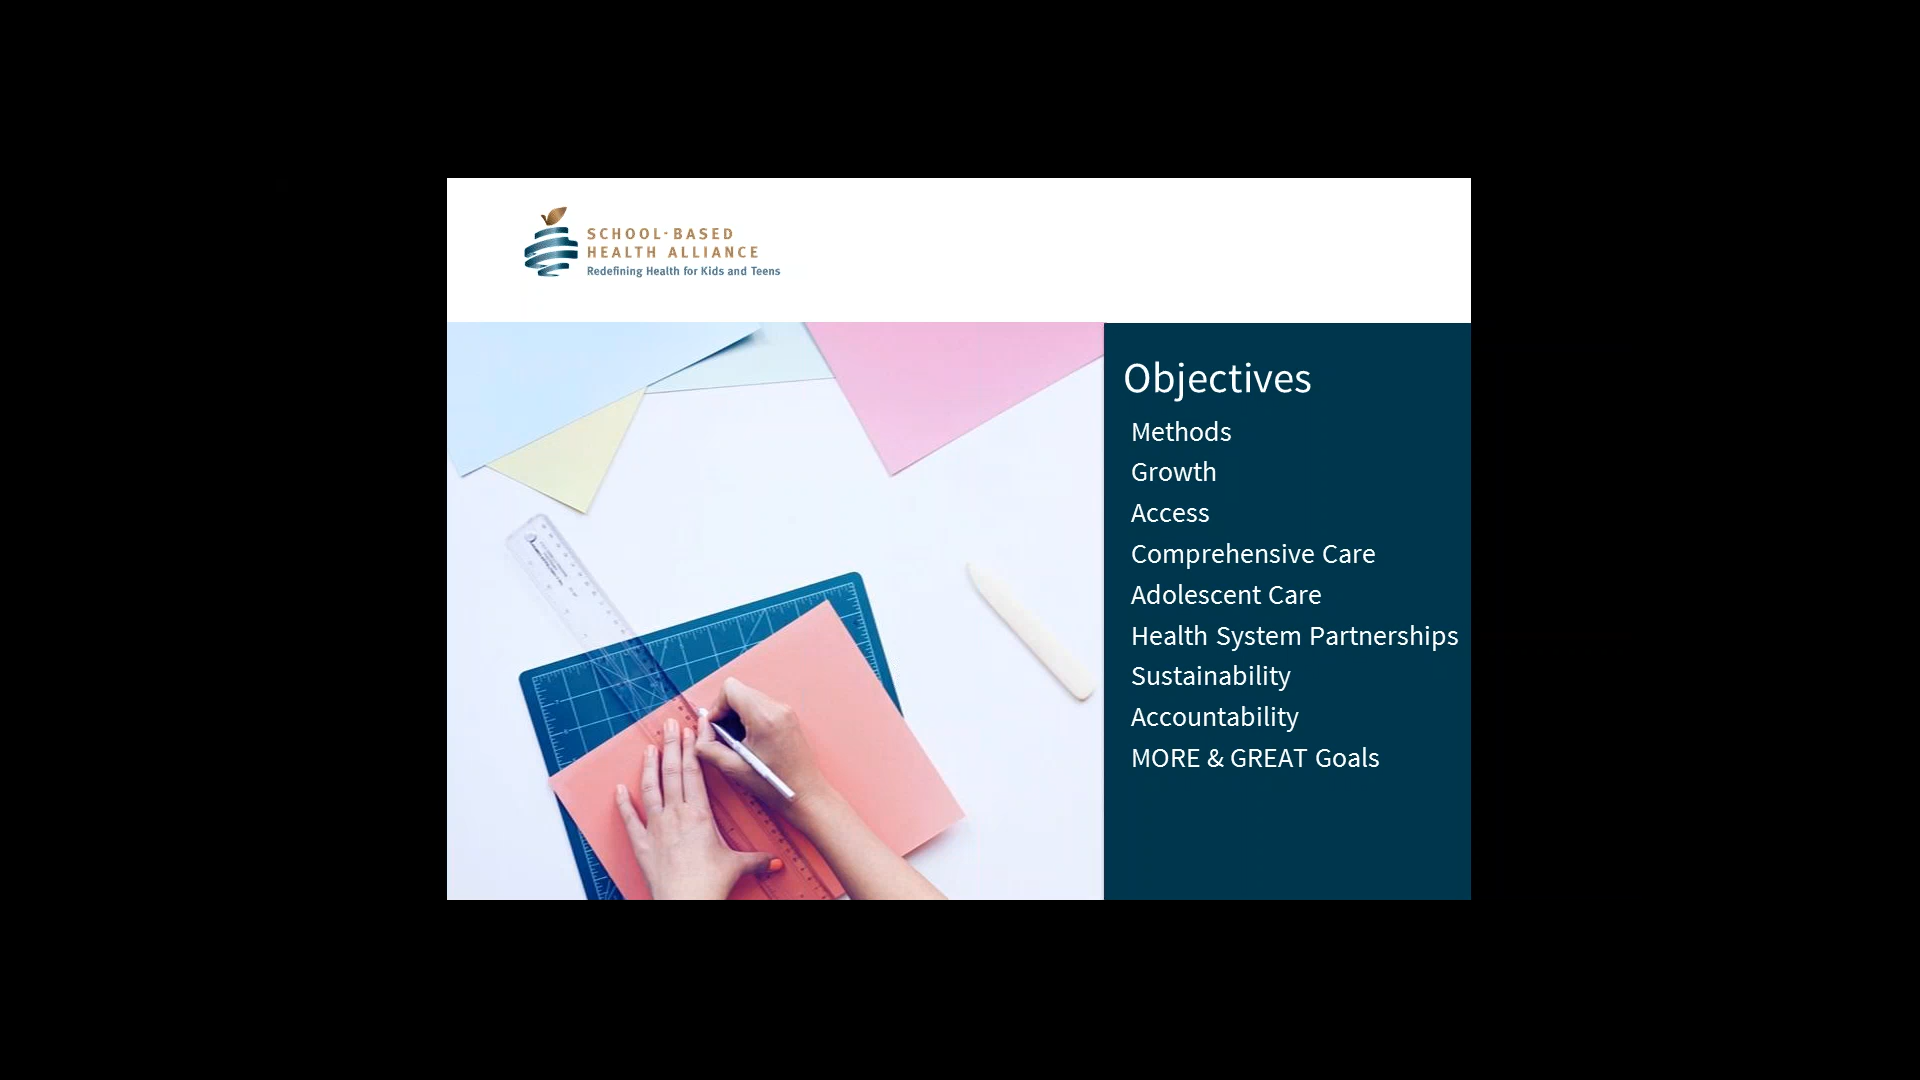 SCHOOL-BASED
HEALTH ALLIANCE
Redefining Health for Kids and Teens
Objectives
Methods
Growth
Access
Comprehensive Care
Adolescent Care
Health System Partnerships
Sustainability
Accountability
MORE & GREAT Goals